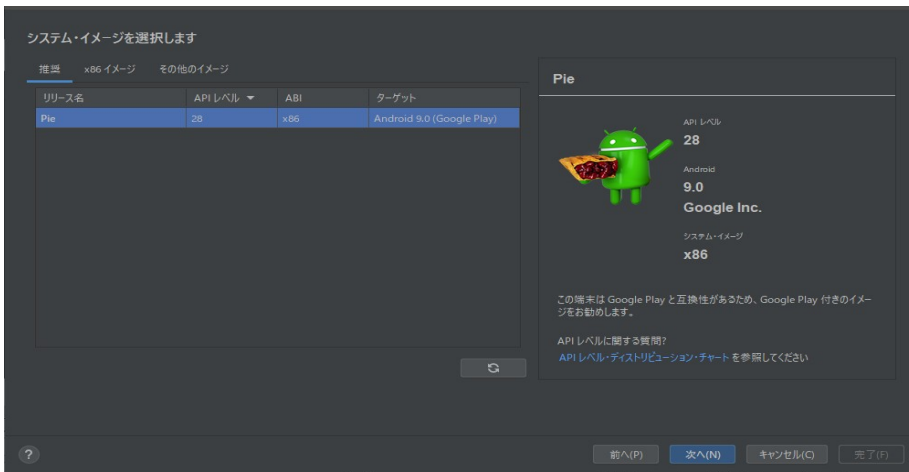 システム・イメージを選択します
推奨 x86 イメージ その他のイメージ
リリース名 API レベル ABI ターゲット
Pie 28 x86 Android 9.0 (Google Play)
Pie
API レベル
28
Android
9.0
Google Inc.
システム・イメージ
x86
この端末は Google Play と互換性があるため、Google Play 付きのイメー
ジをお勧めします。
API レベルに関する質問?
API レベル・ディストリビューション・チャート を参照してください
? 前へ(P) 次へ(N) キャンセル(C) 完了(F)